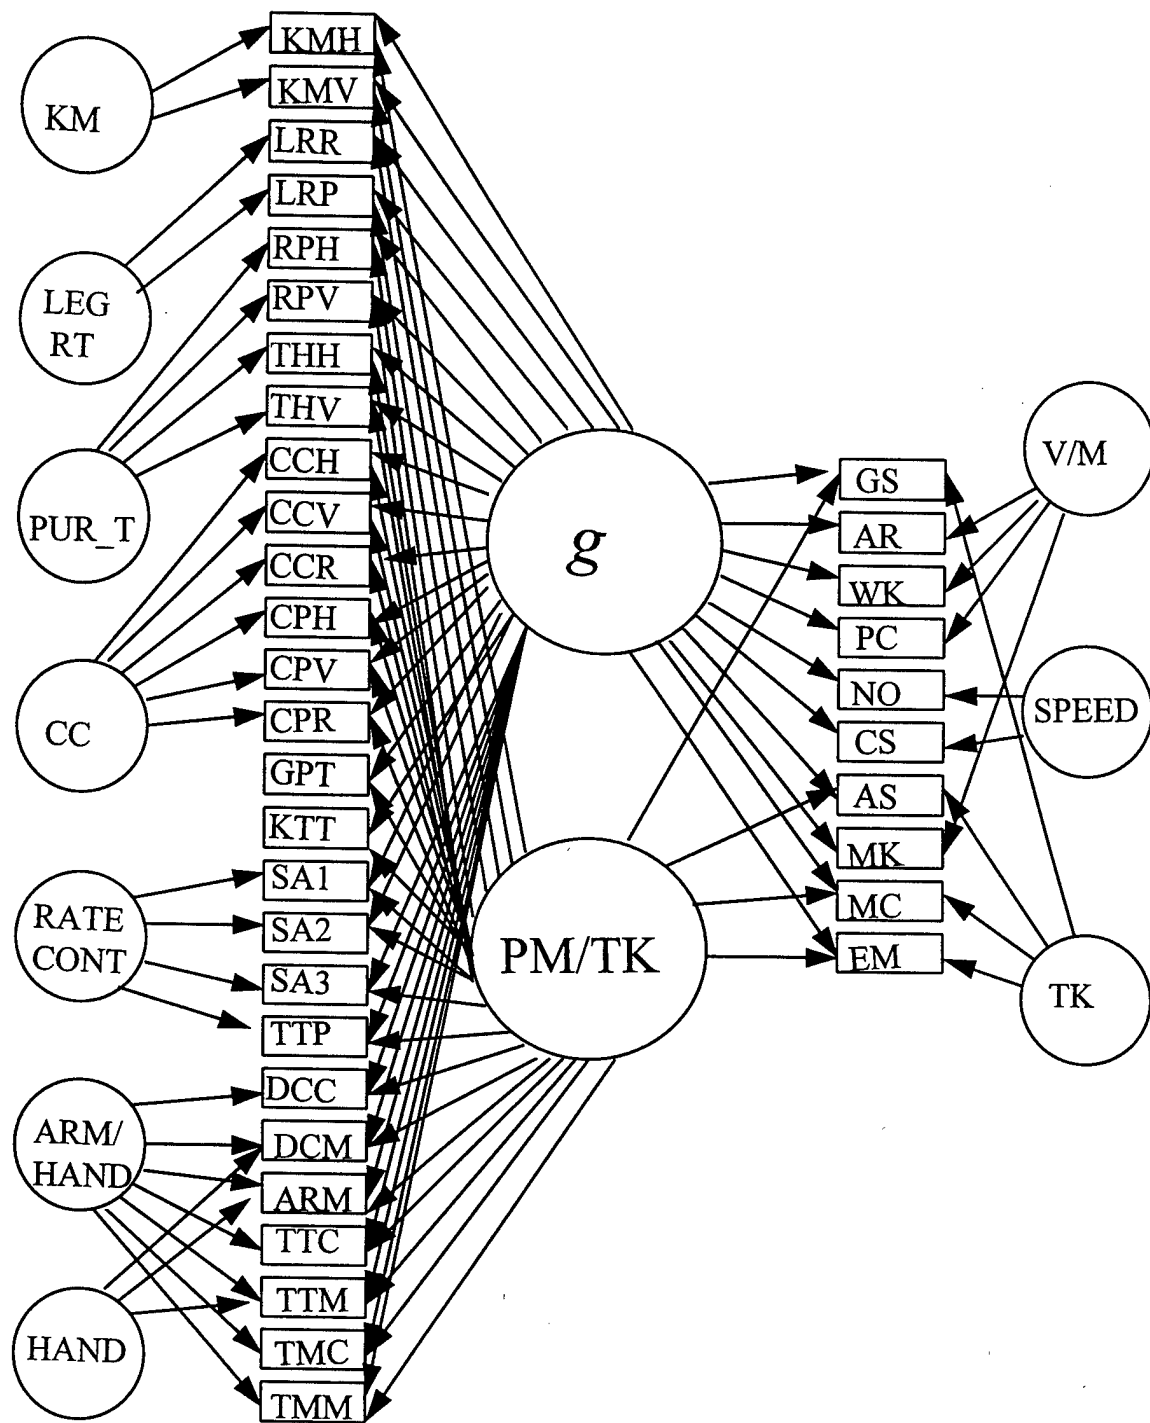 KM
LEG
RT
PUR_T
CC
RATE
CONT
ARM/
HAND
HAND
KMH
KMV
LRR
LRP
RPH
RPV
THH
THV
CCH
CCV
CCR
CPH
CPV
CPR
GPT
KTT
SA1
SA2
SA3
TTP
DCC
DCM
ARM
TTC
TTM
TMC
TMM
g
PM/TK
GS
AR
WK
PC
NO
CS
AS
MK
MC
EM
V/M
SPEED
TK